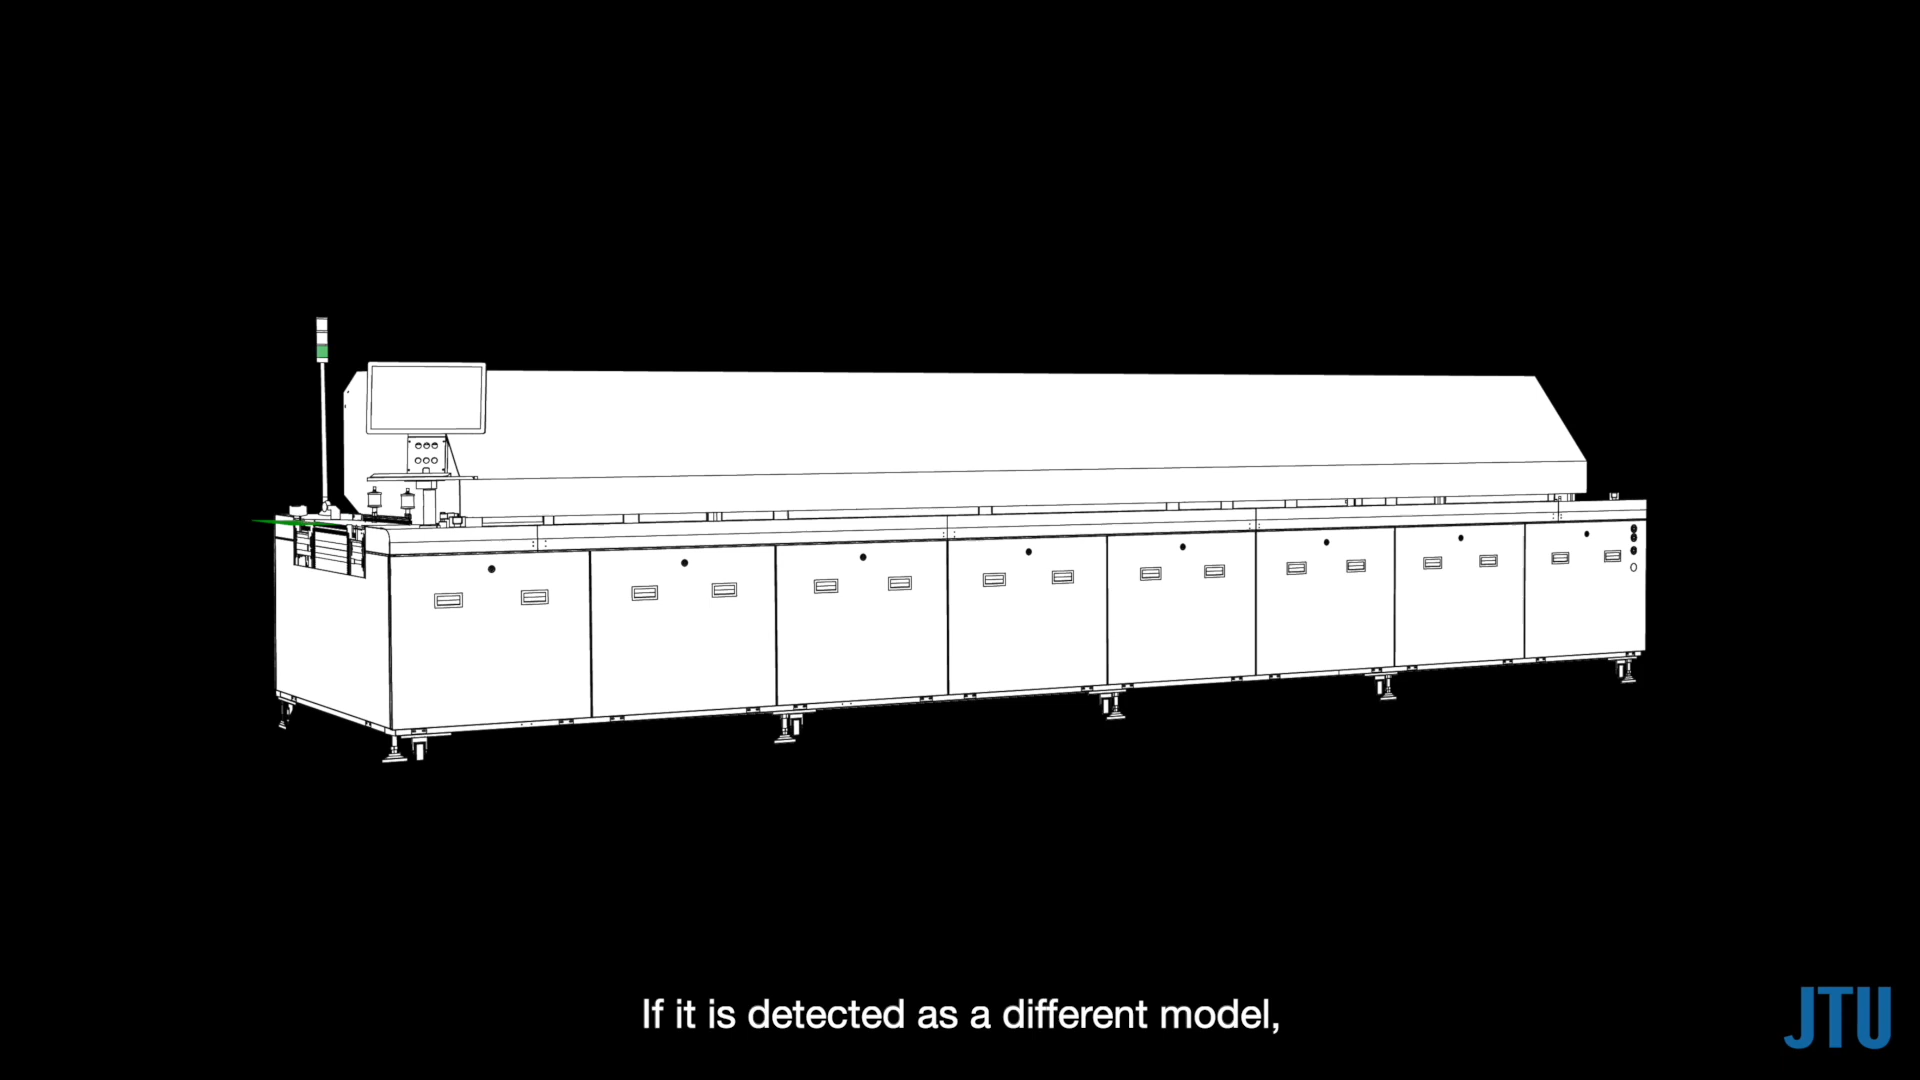 If it is detected as a different model,
JTU